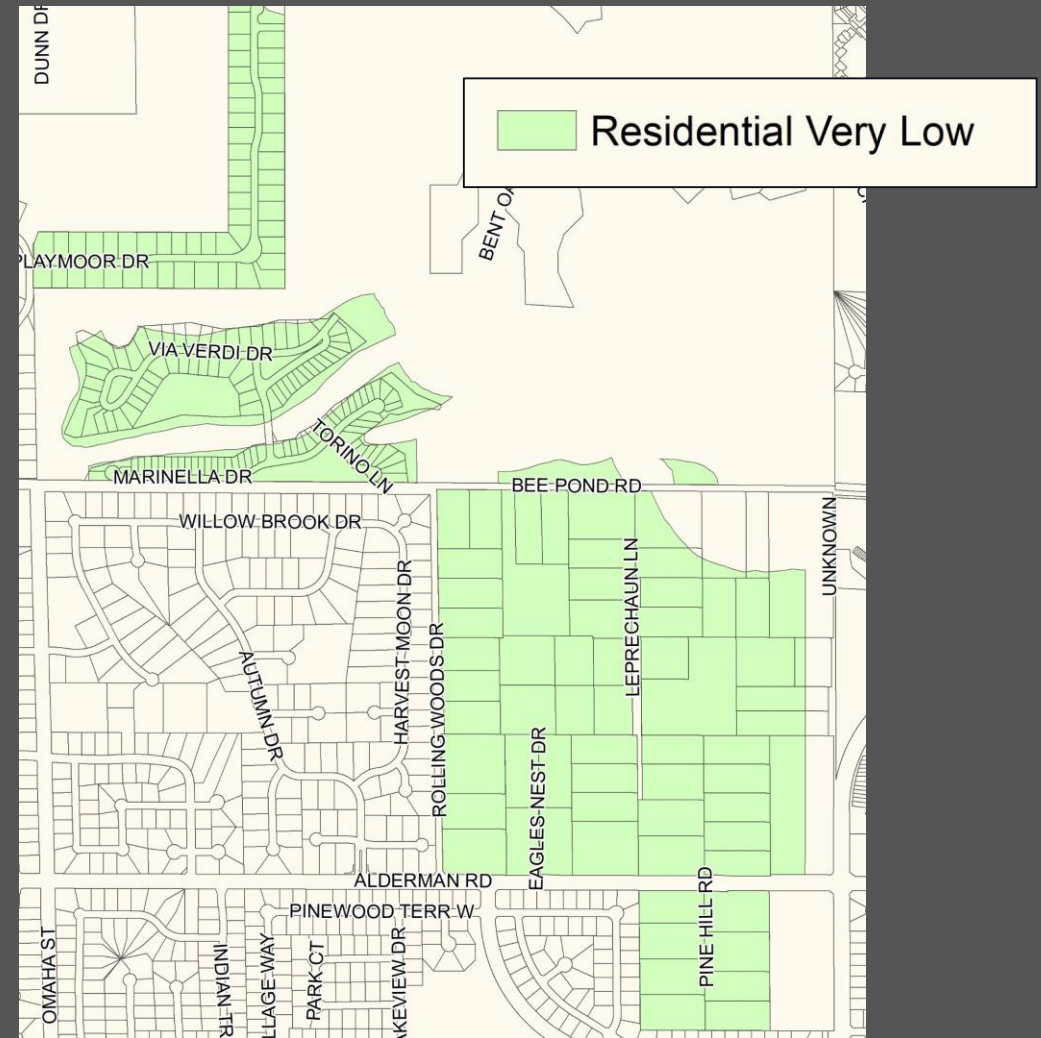 DUNN DR
Residential Very Low
BENT OA
PLAYMOOR DR
VIA VERDI DR
TORINO LN
MARINELLA DR
BEE POND RD
WILLOW BROOK DR
UNKNOWN
LEPRECHAUN LN
HARVEST MOON DR
ROLLING WOODS DR
AUTUMN DR
EAGLES NEST DR
ALDERMAN RD
PINEWOOD TERR W
PINE HILL RD
OMAHA ST
INDIAN TR
LLAGE WAY
PARK CT
AKEVIEW DR